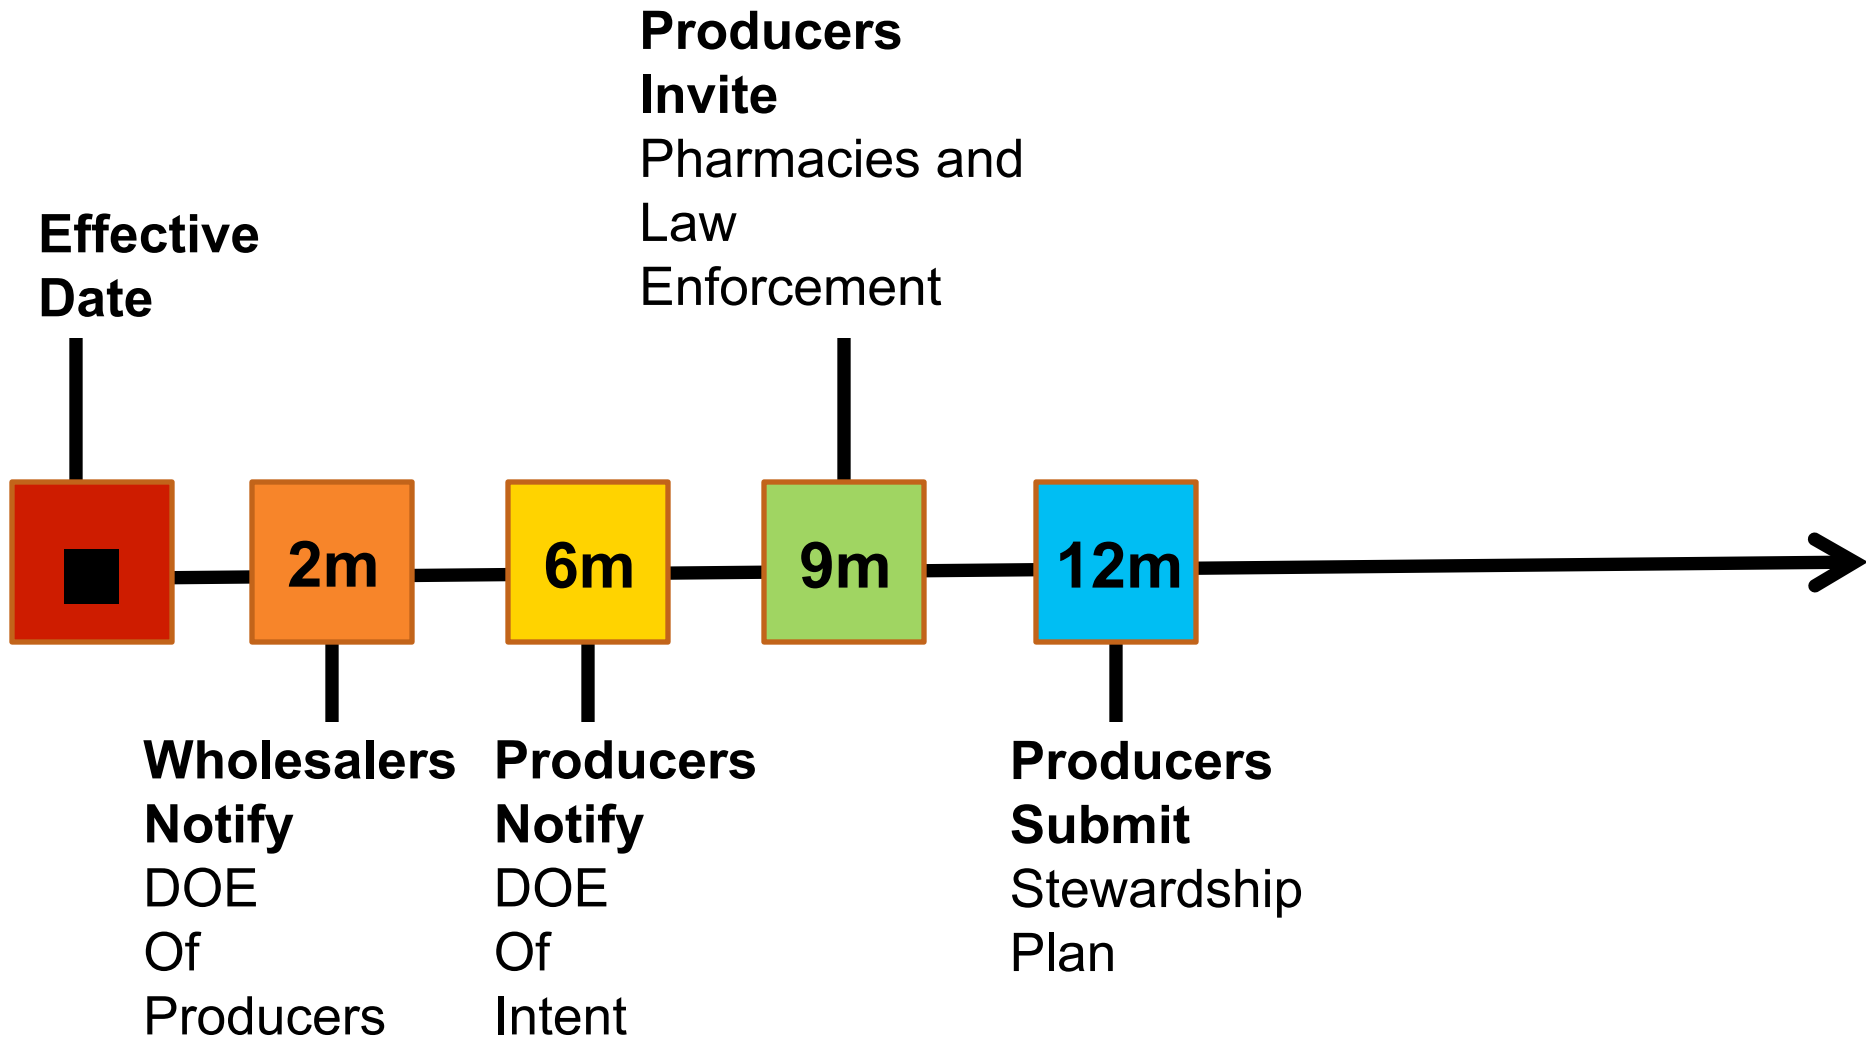 Producers
Invite
Pharmacies and
Law
Enforcement
Effective
Date
2m
6m
9m
12m
Wholesalers
Notify
DOE
Of
Producers
Producers
Notify
DOE
Of
Intent
Producers
Submit
Stewardship
Plan